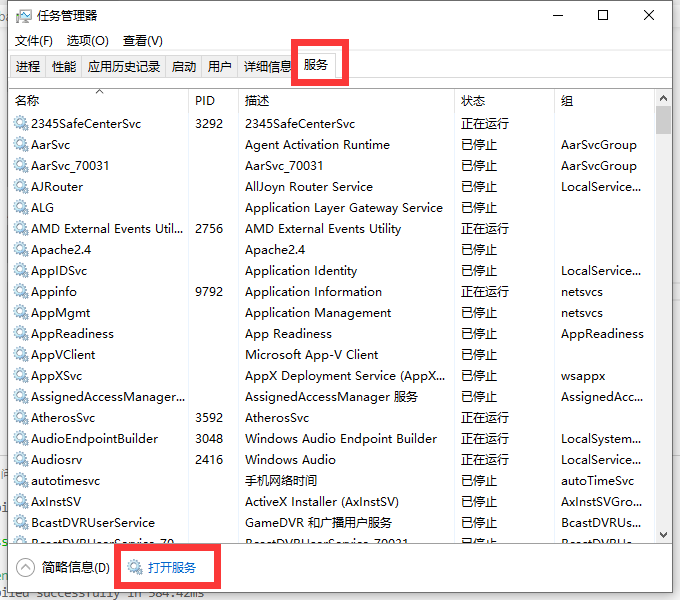 任务管理器
文件(F) 选项(O) 查看(V)
进程 性能 应用历史记录 启动 用户 详细信息 服务
名称 PID 描述 状态 组
2345SafeCenterSvc 3292 2345SafeCenterSvc 正在运行
AarSvc Agent Activation Runtime 已停止 AarSvcGroup
AarSvc_70031 AarSvc_70031 已停止 AarSvcGroup
AJRouter AllJoyn Router Service 已停止 LocalService...
ALG Application Layer Gateway Service 已停止
AMD External Events Util... 2756 AMD External Events Utility 正在运行
Apache2.4 Apache2.4 已停止
AppIDSvc Application Identity 已停止 LocalService...
Appinfo 9792 Application Information 正在运行 netsvcs
AppMgmt Application Management 已停止 netsvcs
AppReadiness App Readiness 已停止 AppReadiness
AppVClient Microsoft App-V Client 已停止
AppXSvc AppX Deployment Service (AppX... 已停止 wsappx
AssignedAccessManager... AssignedAccessManager 服务 已停止 AssignedAcc...
AtherosSvc 3592 AtherosSvc 正在运行
AudioEndpointBuilder 3048 Windows Audio Endpoint Builder 正在运行 LocalSystem...
Audiosrv 2416 Windows Audio 正在运行 LocalService...
autotimesvc 手机网络时间 已停止 autoTimeSvc
AxInstSV ActiveX Installer (AxInstSV) 已停止 AxInstSVGro...
BcastDVRUserService GameDVR 和广播用户服务 已停止 BcastDVRUs...
BcastDVRUserService_70... BcastDVRUserService_70031 已停止 BcastDVRUs...
简略信息(D) 打开服务
successfully in 584.42ms